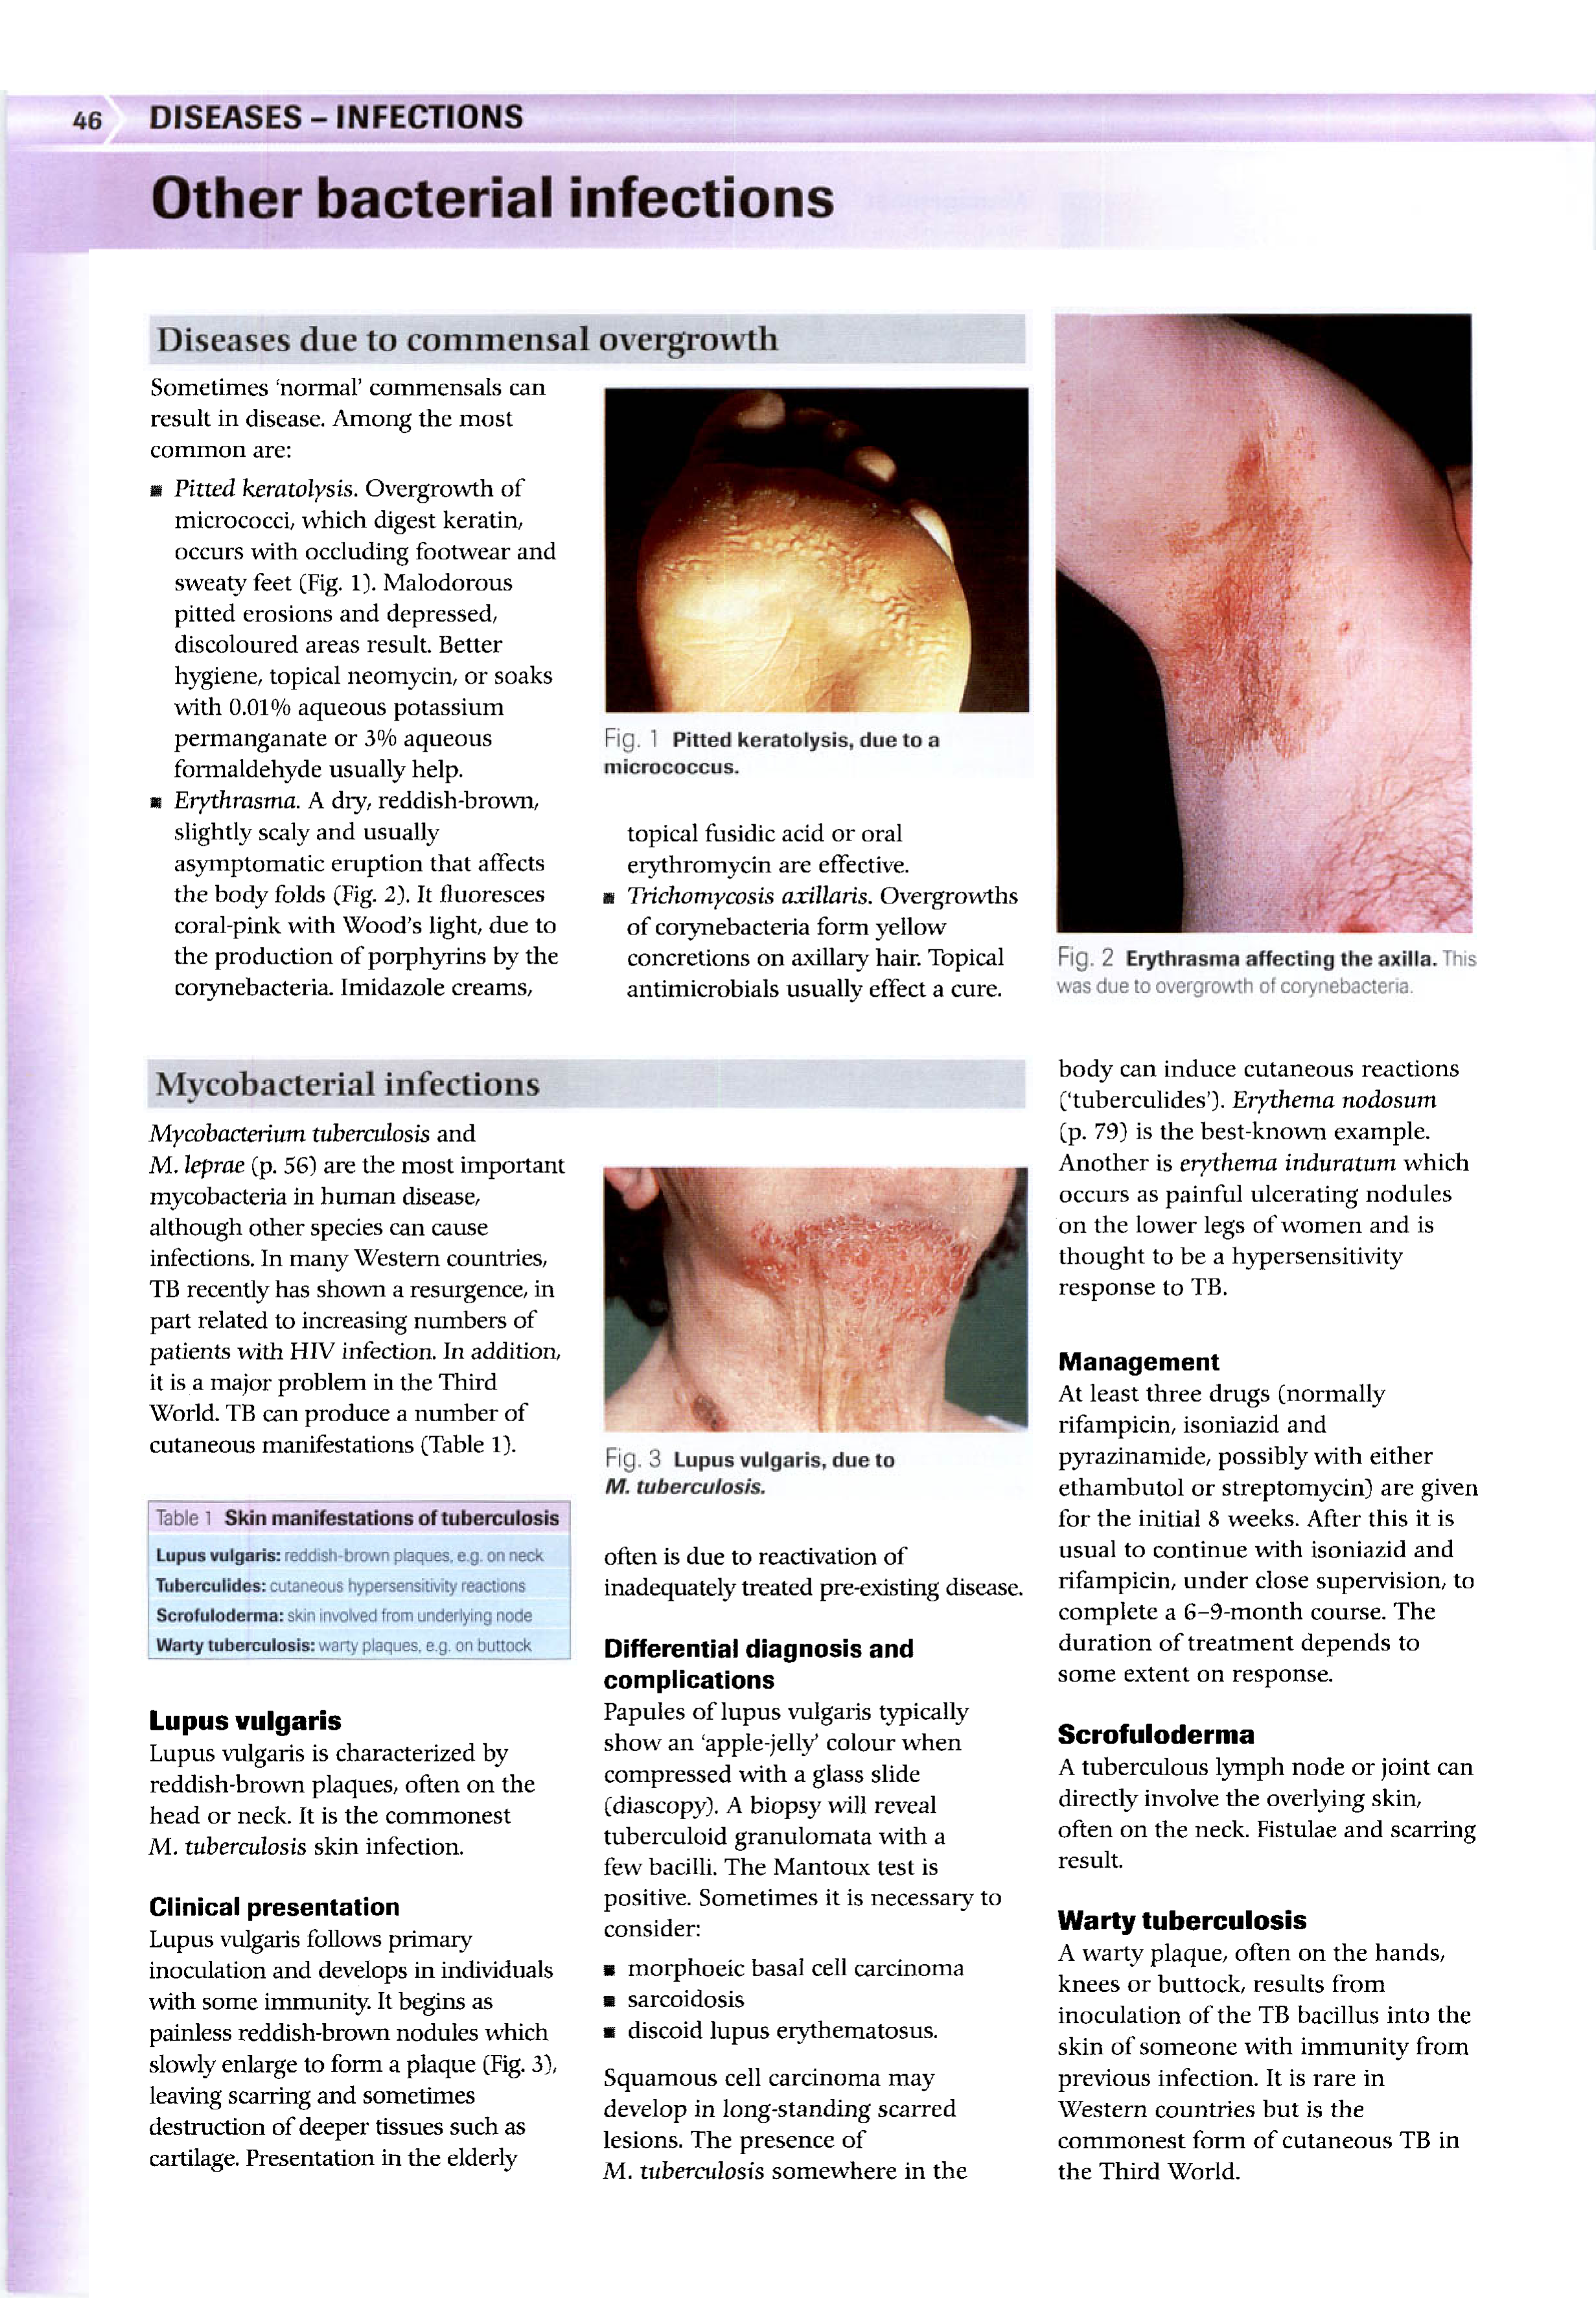 46
DISEASES – INFECTIONS
Other bacterial infections
Diseases due to commensal overgrowth
Sometimes ‘normal’ commensals can
result in disease. Among the most
common are:
■ Pitted keratolysis. Overgrowth of
micrococci, which digest keratin,
occurs with occluding footwear and
sweaty feet (Fig. 1). Malodorous
pitted erosions and depressed,
discoloured areas result. Better
hygiene, topical neomycin, or soaks
with 0.01% aqueous potassium
permanganate or 3% aqueous
formaldehyde usually help.
■ Erythrasma. A dry, reddish-brown,
slightly scaly and usually
asymptomatic eruption that affects
the body folds (Fig. 2). It fluoresces
coral-pink with Wood’s light, due to
the production of porphyrins by the
corynebacteria. Imidazole creams,
Fig. 1 Pitted keratolysis, due to a
micrococcus.
topical fusidic acid or oral
erythromycin are effective.
■ Trichomycosis axillaris. Overgrowths
of corynebacteria form yellow
concretions on axillary hair. Topical
antimicrobials usually effect a cure.
Fig. 2 Erythrasma affecting the axilla. This
was due to overgrowth of corynebacteria.
Mycobacterial infections
Mycobacterium tuberculosis and
M. leprae (p. 56) are the most important
mycobacteria in human disease,
although other species can cause
infections. In many Western countries,
TB recently has shown a resurgence, in
part related to increasing numbers of
patients with HIV infection. In addition,
it is a major problem in the Third
World. TB can produce a number of
cutaneous manifestations (Table 1).
Table 1 Skin manifestations of tuberculosis
Lupus vulgaris: reddish-brown plaques, e.g. on neck
Tuberculides: cutaneous hypersensitivity reactions
Scrofuloderma: skin involved from underlying node
Warty tuberculosis: warty plaques, e.g. on buttock
Lupus vulgaris
Lupus vulgaris is characterized by
reddish-brown plaques, often on the
head or neck. It is the commonest
M. tuberculosis skin infection.
Clinical presentation
Lupus vulgaris follows primary
inoculation and develops in individuals
with some immunity. It begins as
painless reddish-brown nodules which
slowly enlarge to form a plaque (Fig. 3),
leaving scarring and sometimes
destruction of deeper tissues such as
cartilage. Presentation in the elderly
Fig. 3 Lupus vulgaris, due to
M. tuberculosis.
often is due to reactivation of
inadequately treated pre-existing disease.
Differential diagnosis and
complications
Papules of lupus vulgaris typically
show an ‘apple-jelly’ colour when
compressed with a glass slide
(diascopy). A biopsy will reveal
tuberculoid granulomata with a
few bacilli. The Mantoux test is
positive. Sometimes it is necessary to
consider:
■ morphoeic basal cell carcinoma
■ sarcoidosis
■ discoid lupus erythematosus.
Squamous cell carcinoma may
develop in long-standing scarred
lesions. The presence of
M. tuberculosis somewhere in the
body can induce cutaneous reactions
(‘tuberculides’). Erythema nodosum
(p. 79) is the best-known example.
Another is erythema induratum which
occurs as painful ulcerating nodules
on the lower legs of women and is
thought to be a hypersensitivity
response to TB.
Management
At least three drugs (normally
rifampicin, isoniazid and
pyrazinamide, possibly with either
ethambutol or streptomycin) are given
for the initial 8 weeks. After this it is
usual to continue with isoniazid and
rifampicin, under close supervision, to
complete a 6–9-month course. The
duration of treatment depends to
some extent on response.
Scrofuloderma
A tuberculous lymph node or joint can
directly involve the overlying skin,
often on the neck. Fistulae and scarring
result.
Warty tuberculosis
A warty plaque, often on the hands,
knees or buttock, results from
inoculation of the TB bacillus into the
skin of someone with immunity from
previous infection. It is rare in
Western countries but is the
commonest form of cutaneous TB in
the Third World.